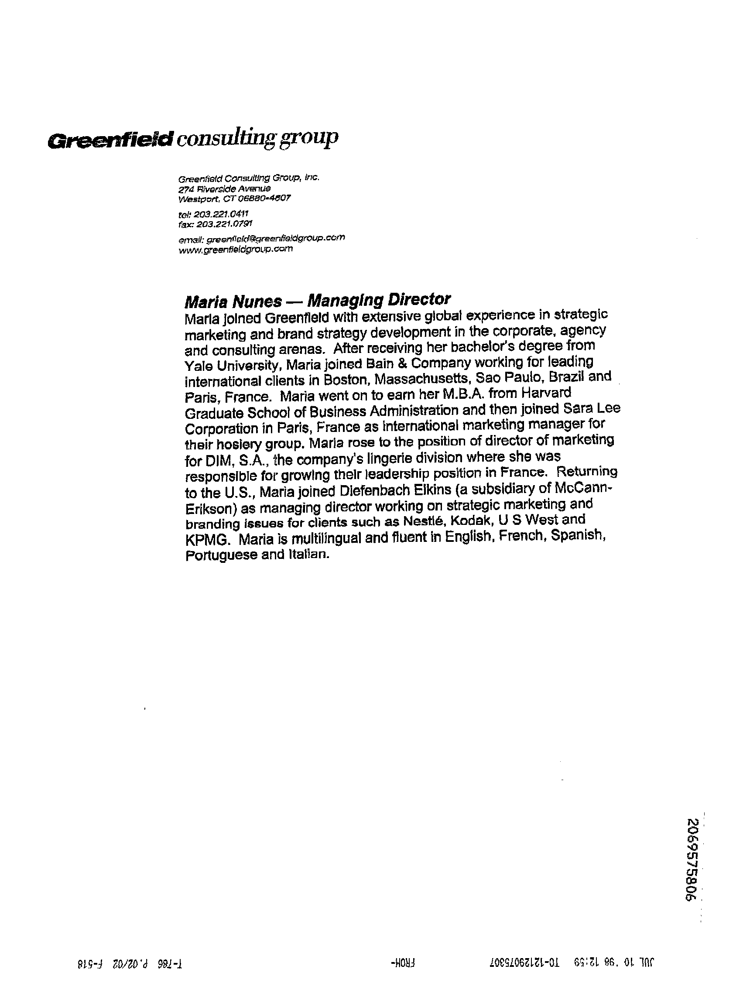 Greenfield consulting group
Greenfield Consulting Group, Inc.
274 Riverside Avenue
Westport, CT 06880-4807
tel: 203.221.0411
fax: 203.221.0791
email: greenfield@greenfieldgroup.com
www.greenfieldgroup.com
Maria Nunes — Managing Director
Maria joined Greenfield with extensive global experience in strategic
marketing and brand strategy development in the corporate, agency
and consulting arenas. After receiving her bachelor's degree from
Yale University, Maria joined Bain & Company working for leading
international clients in Boston, Massachusetts, Sao Paulo, Brazil and
Paris, France. Maria went on to earn her M.B.A. from Harvard
Graduate School of Business Administration and then joined Sara Lee
Corporation in Paris, France as international marketing manager for
their hosiery group. Maria rose to the position of director of marketing
for DIM, S.A., the company's lingerie division where she was
responsible for growing their leadership position in France. Returning
to the U.S., Maria joined Diefenbach Elkins (a subsidiary of McCann-
Erikson) as managing director working on strategic marketing and
branding issues for clients such as Nestlé, Kodak, U S West and
KPMG. Maria is multilingual and fluent in English, French, Spanish,
Portuguese and Italian.
2069575806
JUL 10 '98 12:59 TO-12129075307 FROM- T-786 P.02/02 F-518